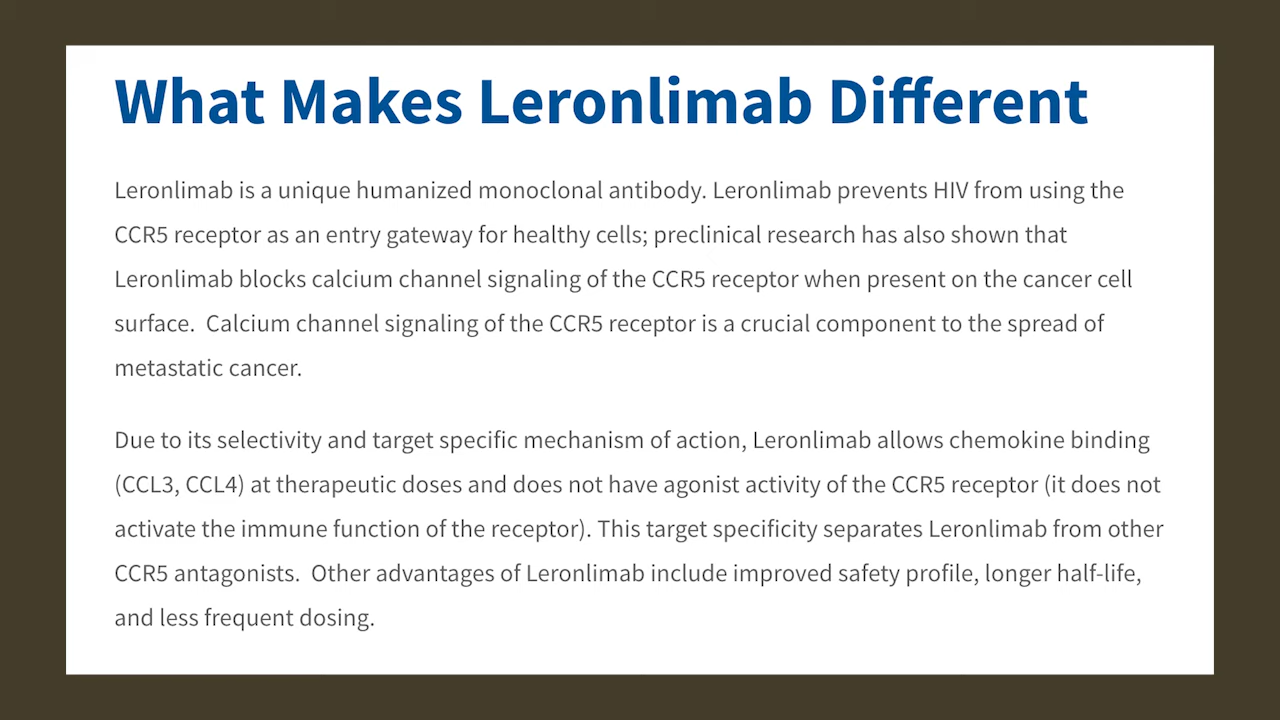 What Makes Leronlimab Different
Leronlimab is a unique humanized monoclonal antibody. Leronlimab prevents HIV from using the
CCR5 receptor as an entry gateway for healthy cells; preclinical research has also shown that
Leronlimab blocks calcium channel signaling of the CCR5 receptor when present on the cancer cell
surface.  Calcium channel signaling of the CCR5 receptor is a crucial component to the spread of
metastatic cancer.
Due to its selectivity and target specific mechanism of action, Leronlimab allows chemokine binding
(CCL3, CCL4) at therapeutic doses and does not have agonist activity of the CCR5 receptor (it does not
activate the immune function of the receptor). This target specificity separates Leronlimab from other
CCR5 antagonists.  Other advantages of Leronlimab include improved safety profile, longer half-life,
and less frequent dosing.